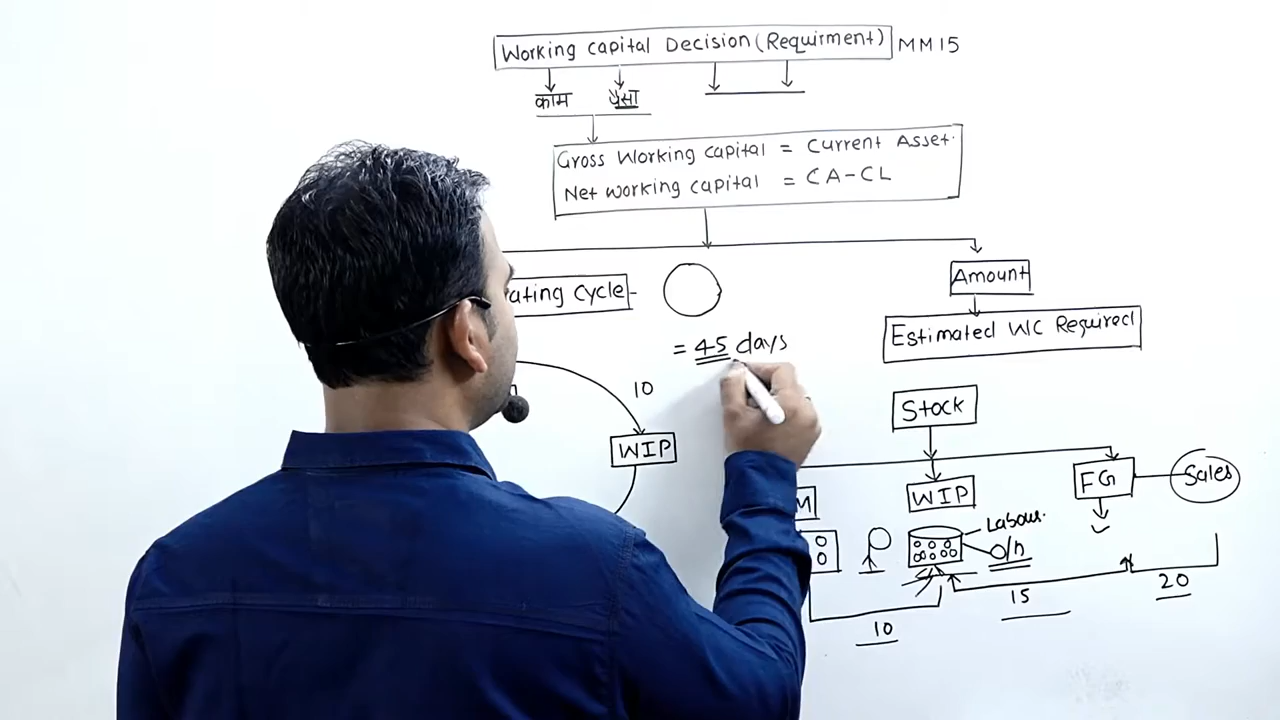 Working Capital Decision (Requirment) MM15
काम पैसा
Gross Working capital = Current Asset.
Net working capital = CA-CL
Amount
ating Cycle-
= 45 days
Estimated WC Required
10
Stock
WIP
M WIP FG Sales
Labour.
O/h
10 15 20